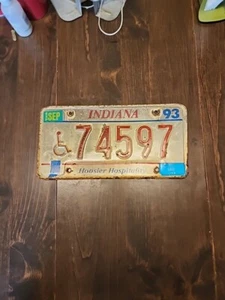 SEP INDIANA 93
74597
Hoosier Hospitality